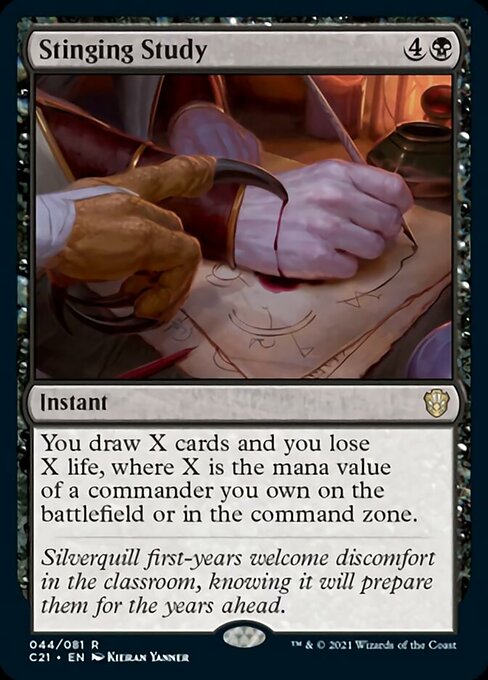 Stinging Study 4
Instant
You draw X cards and you lose
X life, where X is the mana value
of a commander you own on the
battlefield or in the command zone.
Silverquill first-years welcome discomfort
in the classroom, knowing it will prepare
them for the years ahead.
044/081 R
C21 • EN Kieran Yanner
™ & © 2021 Wizards of the Coast